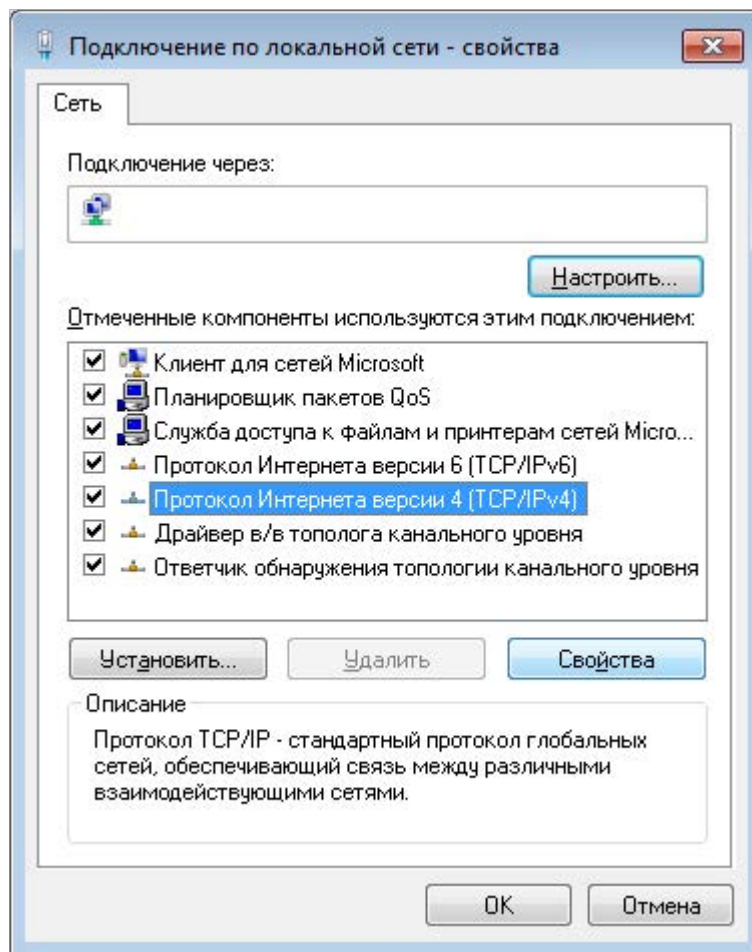 Подключение по локальной сети - свойства
Сеть
Подключение через:
Настроить...
Отмеченные компоненты используются этим подключением:
Клиент для сетей Microsoft
Планировщик пакетов QoS
Служба доступа к файлам и принтерам сетей Micro...
Протокол Интернета версии 6 (TCP/IPv6)
Протокол Интернета версии 4 (TCP/IPv4)
Драйвер в/в тополога канального уровня
Ответчик обнаружения топологии канального уровня
Установить... Удалить Свойства
Описание
Протокол TCP/IP - стандартный протокол глобальных
сетей, обеспечивающий связь между различными
взаимодействующими сетями.
OK Отмена